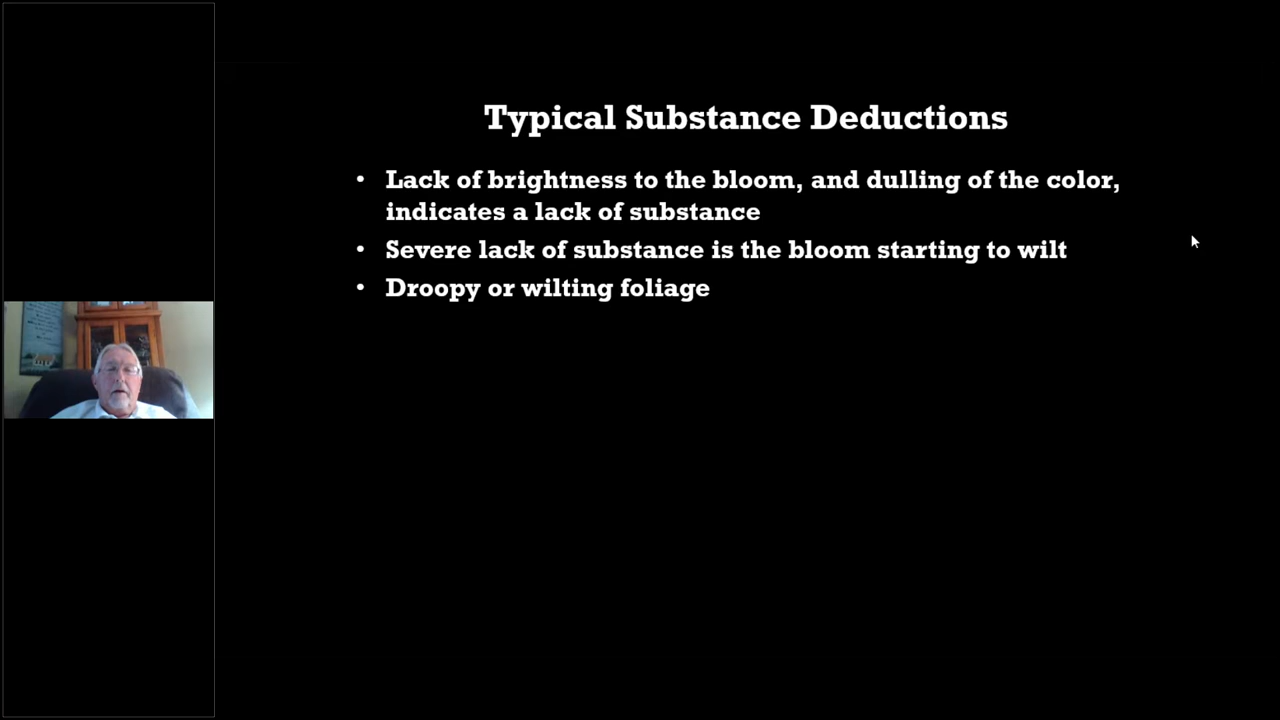 Typical Substance Deductions
• Lack of brightness to the bloom, and dulling of the color,
indicates a lack of substance
• Severe lack of substance is the bloom starting to wilt
• Droopy or wilting foliage